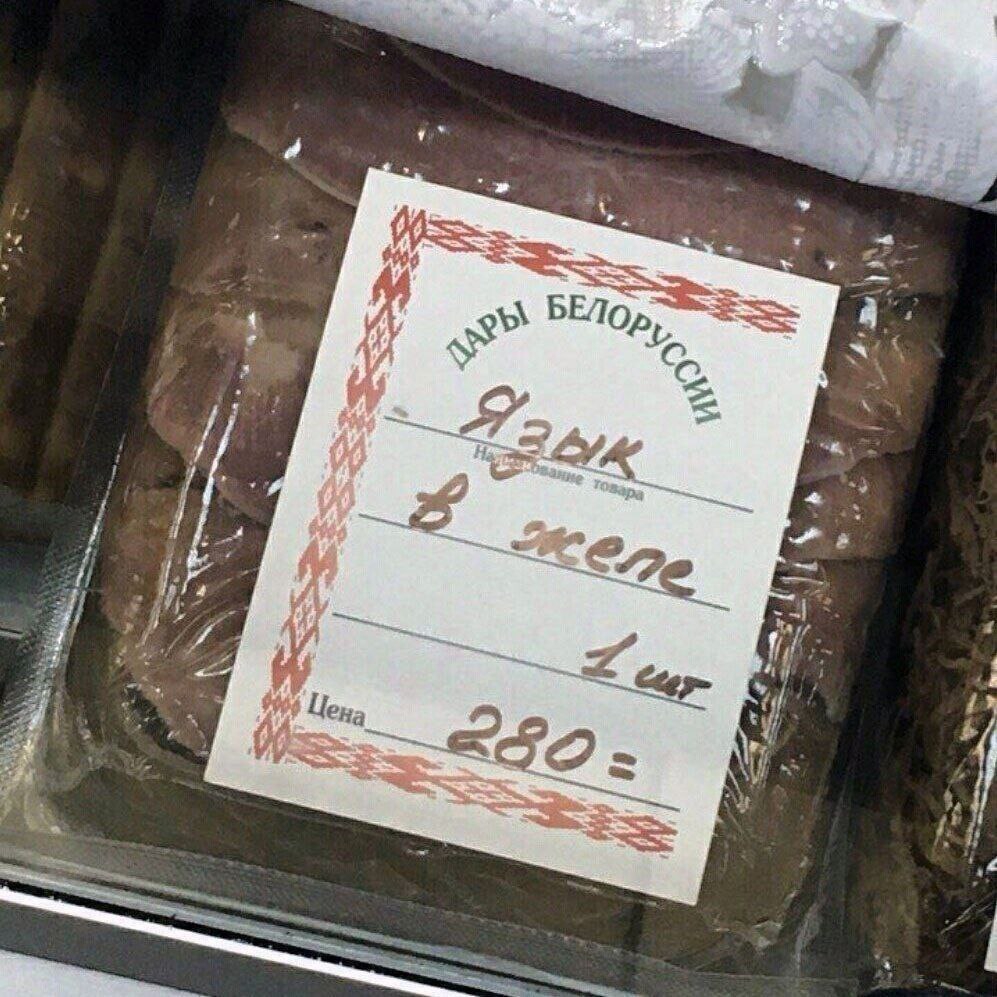 ДАРЫ БЕЛОРУССИИ
Язык
Наименование товара
в желе
1 шт
Цена 280=